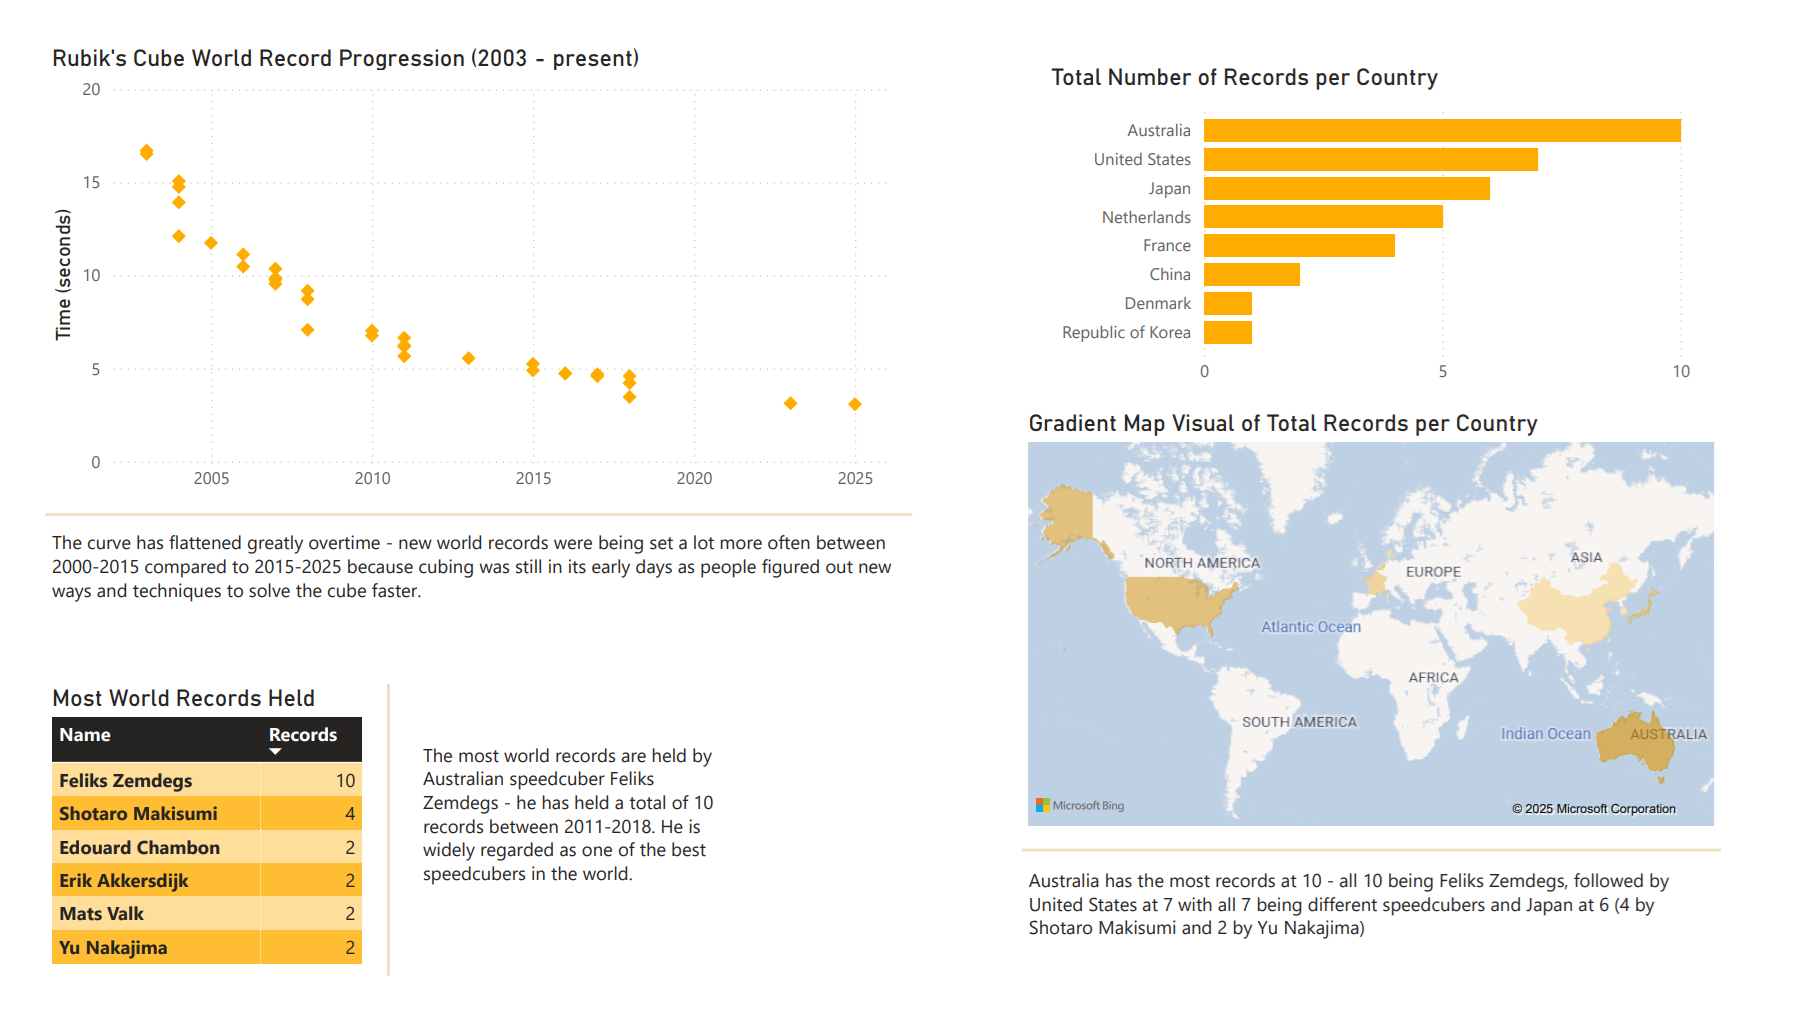 Rubik's Cube World Record Progression (2003 - present)
20
15
10
5
0
Time (seconds)
2005
2010
2015
2020
2025
The curve has flattened greatly overtime - new world records were being set a lot more often between
2000-2015 compared to 2015-2025 because cubing was still in its early days as people figured out new
ways and techniques to solve the cube faster.
Most World Records Held
Name Records
Feliks Zemdegs 10
Shotaro Makisumi 4
Edouard Chambon 2
Erik Akkersdijk 2
Mats Valk 2
Yu Nakajima 2
The most world records are held by
Australian speedcuber Feliks
Zemdegs - he has held a total of 10
records between 2011-2018. He is
widely regarded as one of the best
speedcubers in the world.
Total Number of Records per Country
Australia
United States
Japan
Netherlands
France
China
Denmark
Republic of Korea
0
5
10
Gradient Map Visual of Total Records per Country
NORTH AMERICA
EUROPE
ASIA
Atlantic Ocean
AFRICA
SOUTH AMERICA
Indian Ocean
AUSTRALIA
Microsoft Bing
© 2025 Microsoft Corporation
Australia has the most records at 10 - all 10 being Feliks Zemdegs, followed by
United States at 7 with all 7 being different speedcubers and Japan at 6 (4 by
Shotaro Makisumi and 2 by Yu Nakajima)